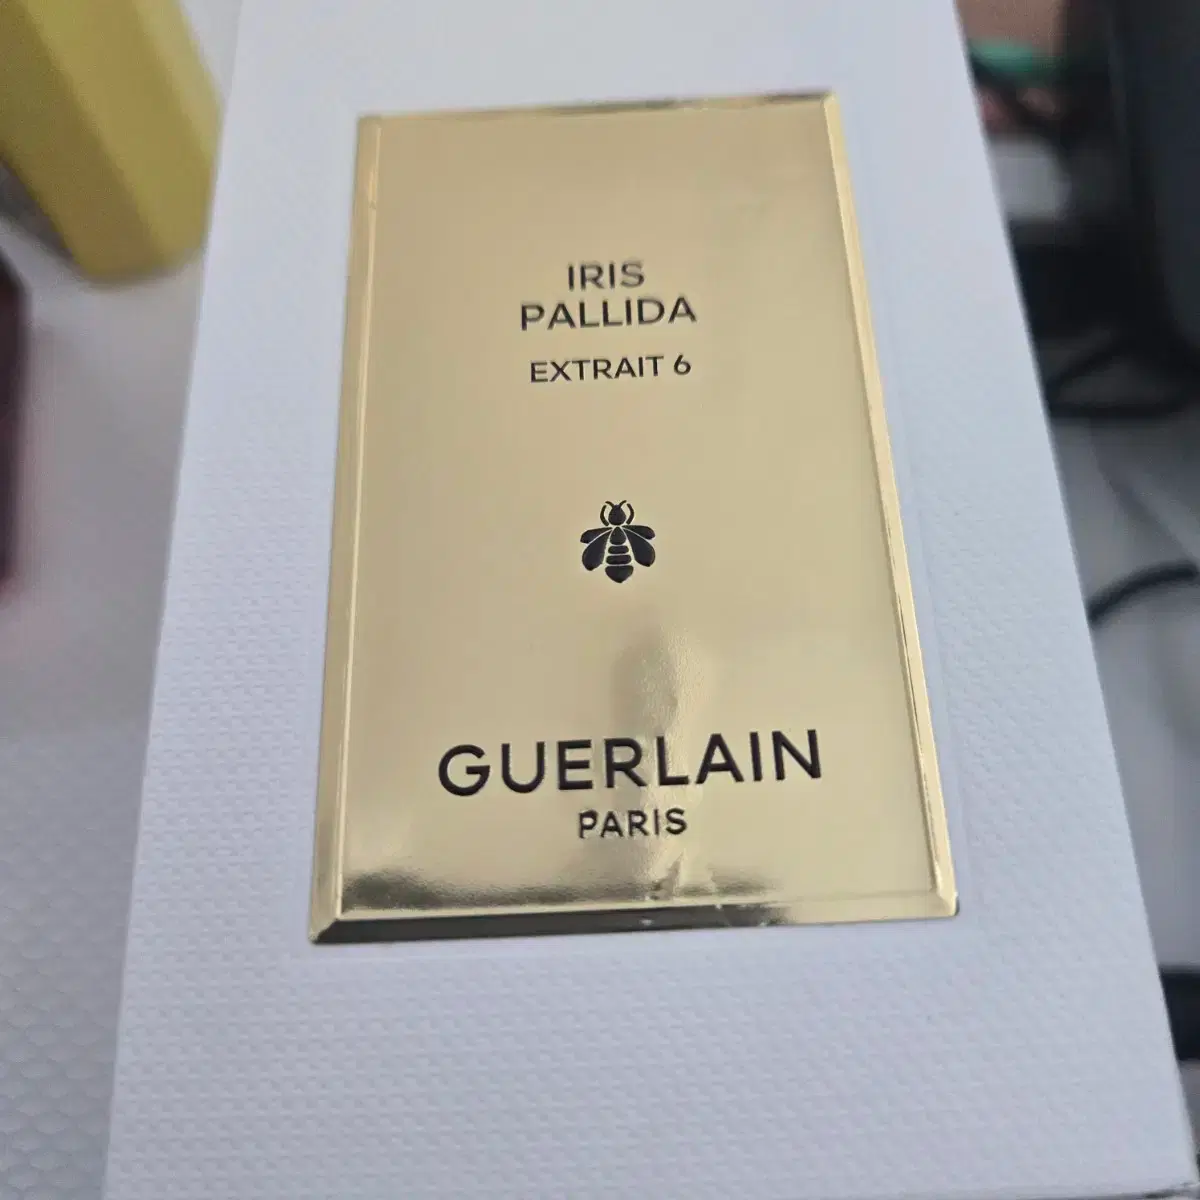 IRIS
PALLIDA
EXTRAIT 6
GUERLAIN
PARIS